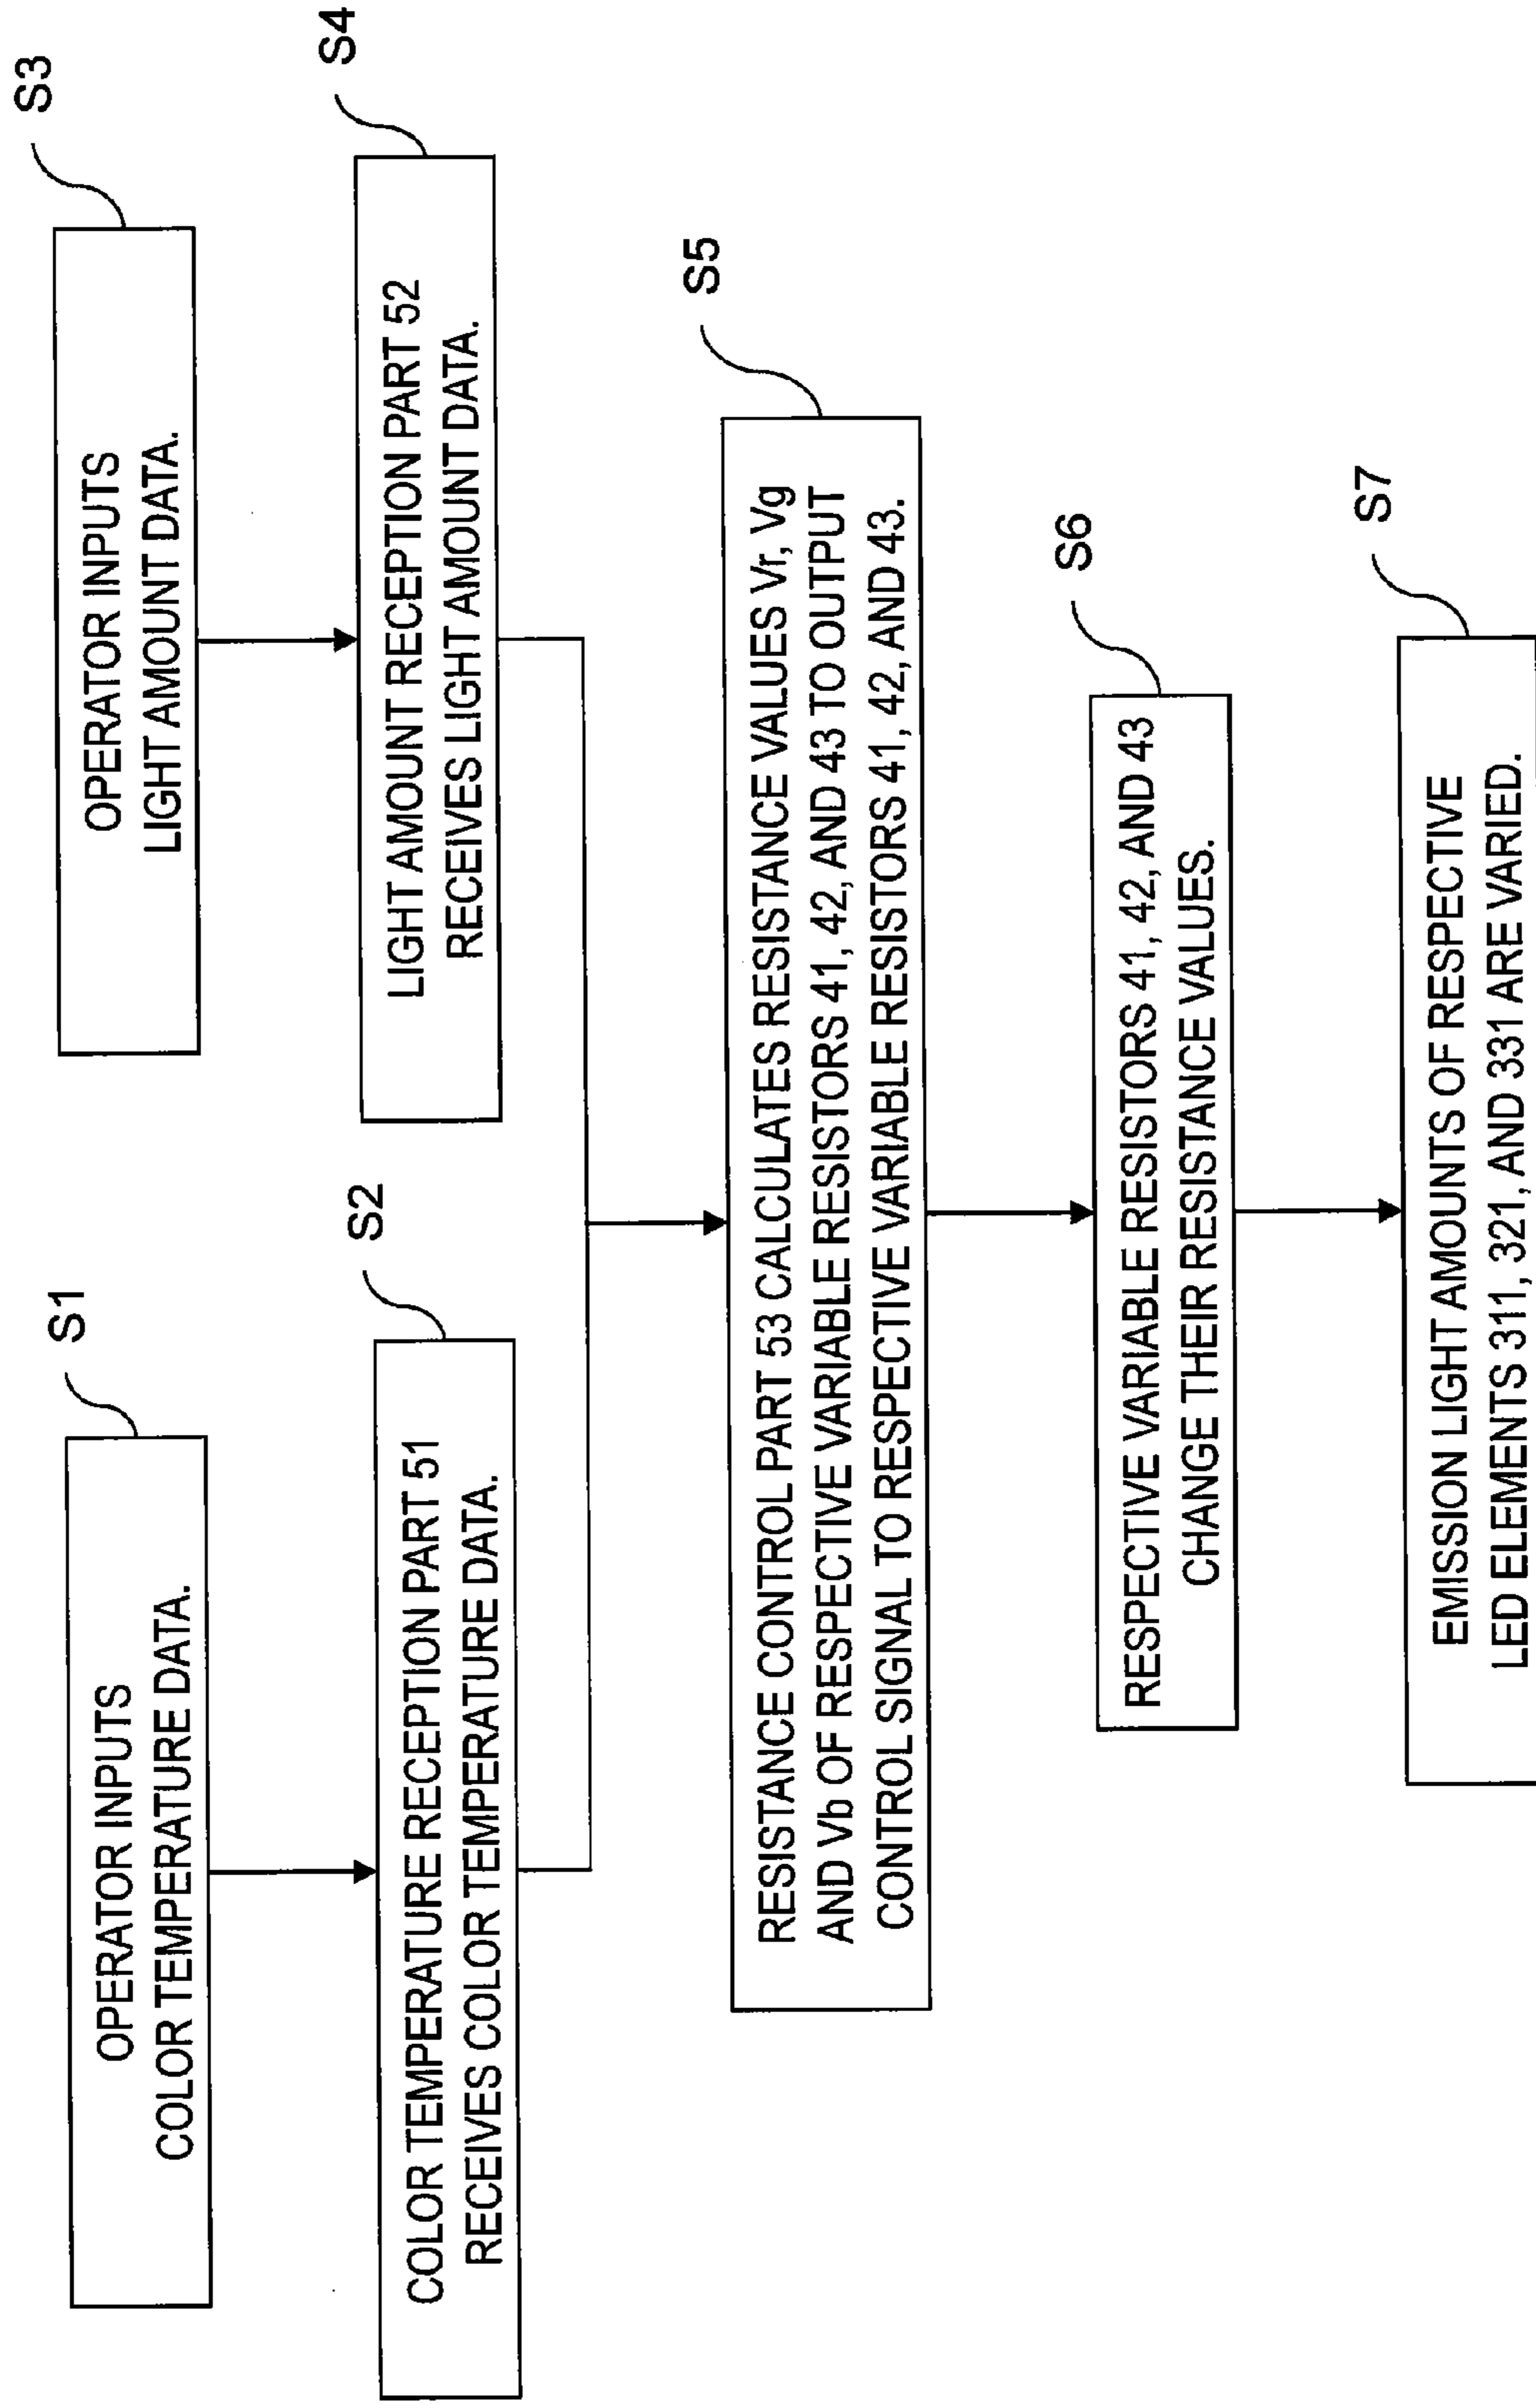 S1
OPERATOR INPUTS
COLOR TEMPERATURE DATA.
S2
COLOR TEMPERATURE RECEPTION PART 51
RECEIVES COLOR TEMPERATURE DATA.
S3
OPERATOR INPUTS
LIGHT AMOUNT DATA.
S4
LIGHT AMOUNT RECEPTION PART 52
RECEIVES LIGHT AMOUNT DATA.
S5
RESISTANCE CONTROL PART 53 CALCULATES RESISTANCE VALUES Vr, Vg
AND Vb OF RESPECTIVE VARIABLE RESISTORS 41, 42, AND 43 TO OUTPUT
CONTROL SIGNAL TO RESPECTIVE VARIABLE RESISTORS 41, 42, AND 43.
S6
RESPECTIVE VARIABLE RESISTORS 41, 42, AND 43
CHANGE THEIR RESISTANCE VALUES.
S7
EMISSION LIGHT AMOUNTS OF RESPECTIVE
LED ELEMENTS 311, 321, AND 331 ARE VARIED.